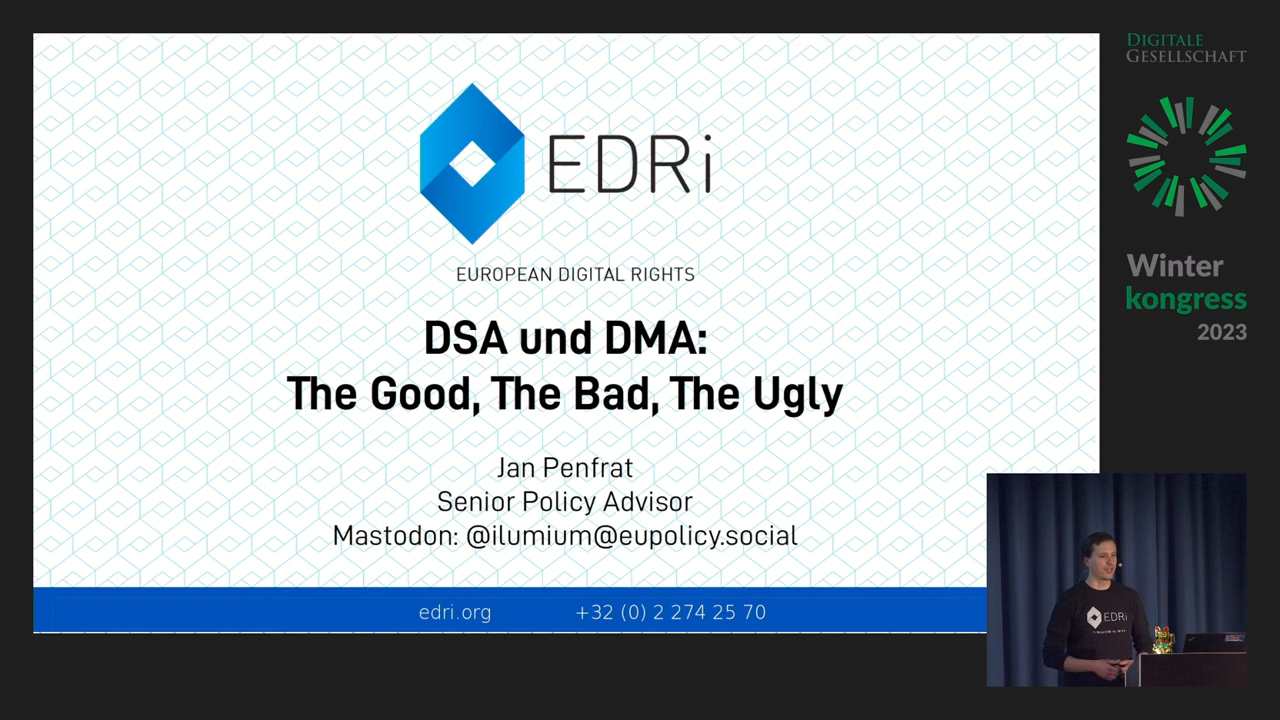 EDRi
EUROPEAN DIGITAL RIGHTS
DSA und DMA:
The Good, The Bad, The Ugly
Jan Penfrat
Senior Policy Advisor
Mastodon: @ilumium@eupolicy.social
edri.org +32 (0) 2 274 25 70
DIGITALE
GESELLSCHAFT
Winter
kongress
2023
EDRi